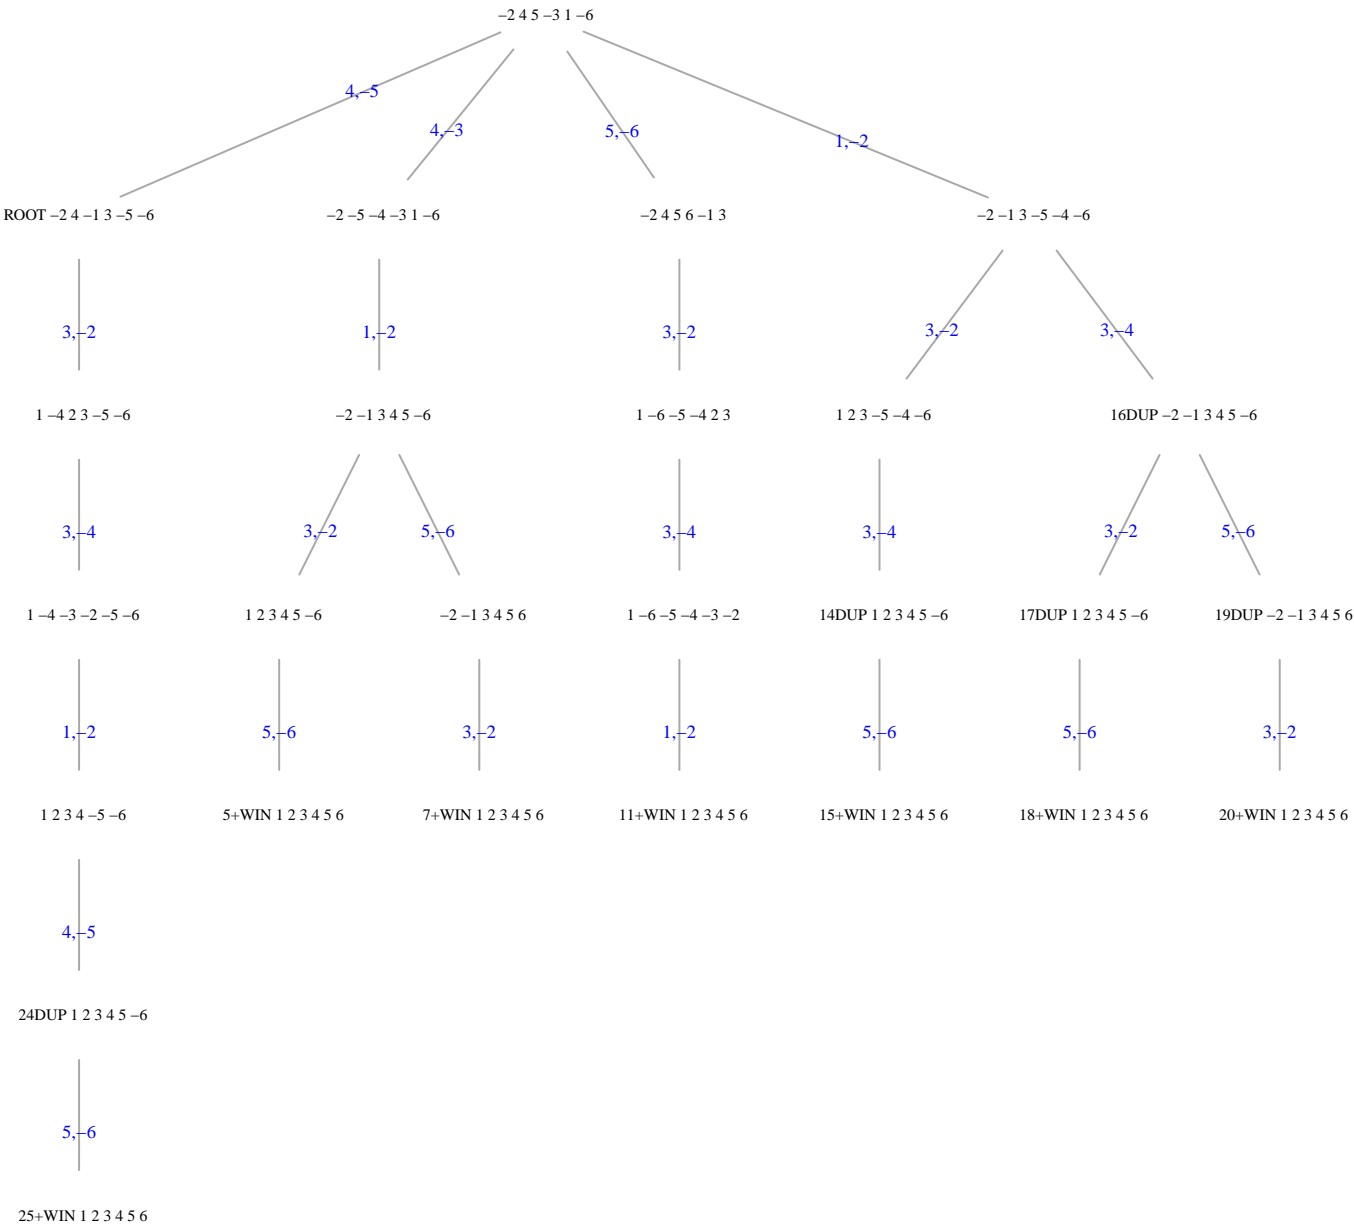 −2 4 5 −3 1 −6
4,−5
4,−3
5,−6
1,−2
ROOT −2 4 −1 3 −5 −6
−2 −5 −4 −3 1 −6
−2 4 5 6 −1 3
−2 −1 3 −5 −4 −6
3,−2
1,−2
3,−2
3,−2
3,−4
1 −4 2 3 −5 −6
−2 −1 3 4 5 −6
1 −6 −5 −4 2 3
1 2 3 −5 −4 −6
16DUP −2 −1 3 4 5 −6
3,−4
3,−2
5,−6
3,−4
3,−4
3,−2
5,−6
1 −4 −3 −2 −5 −6
1 2 3 4 5 −6
−2 −1 3 4 5 6
1 −6 −5 −4 −3 −2
14DUP 1 2 3 4 5 −6
17DUP 1 2 3 4 5 −6
19DUP −2 −1 3 4 5 6
1,−2
5,−6
3,−2
1,−2
5,−6
5,−6
3,−2
1 2 3 4 −5 −6
5+WIN 1 2 3 4 5 6
7+WIN 1 2 3 4 5 6
11+WIN 1 2 3 4 5 6
15+WIN 1 2 3 4 5 6
18+WIN 1 2 3 4 5 6
20+WIN 1 2 3 4 5 6
4,−5
24DUP 1 2 3 4 5 −6
5,−6
25+WIN 1 2 3 4 5 6